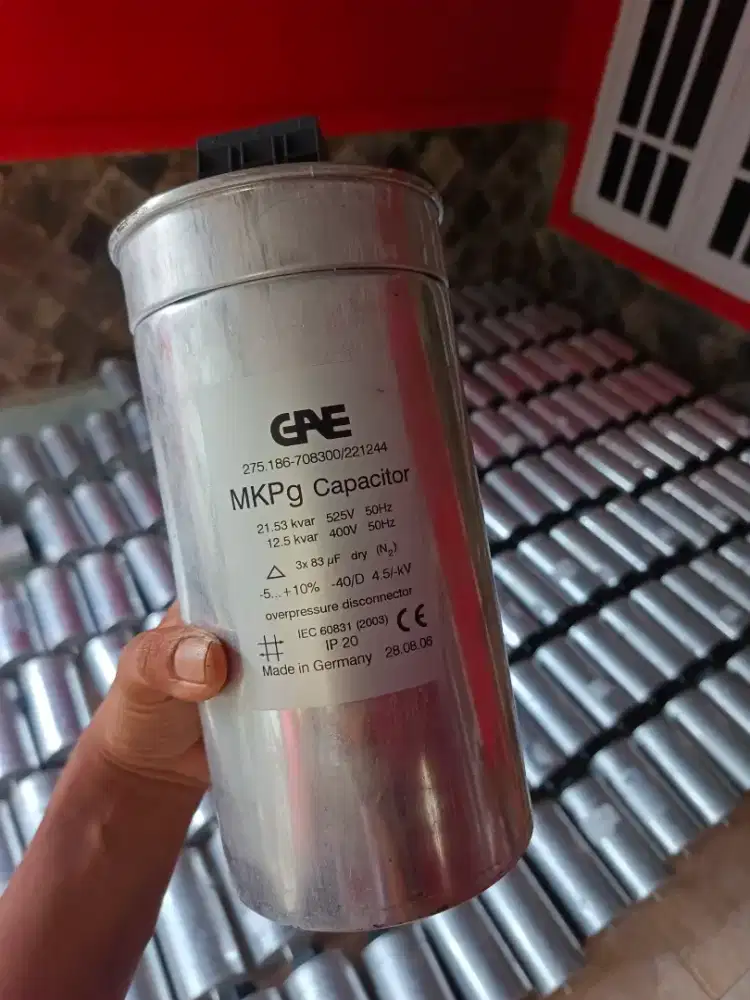 GAE
275.186-708300/221244
MKPg Capacitor
21.53 kvar 525V 50Hz
12.5 kvar 400V 50Hz
3x 83 µF dry (N₂)
-5...+10% -40/D 4.5/-kV
overpressure disconnector
IEC 60831 (2003) CE
IP 20
Made in Germany 28.08.06